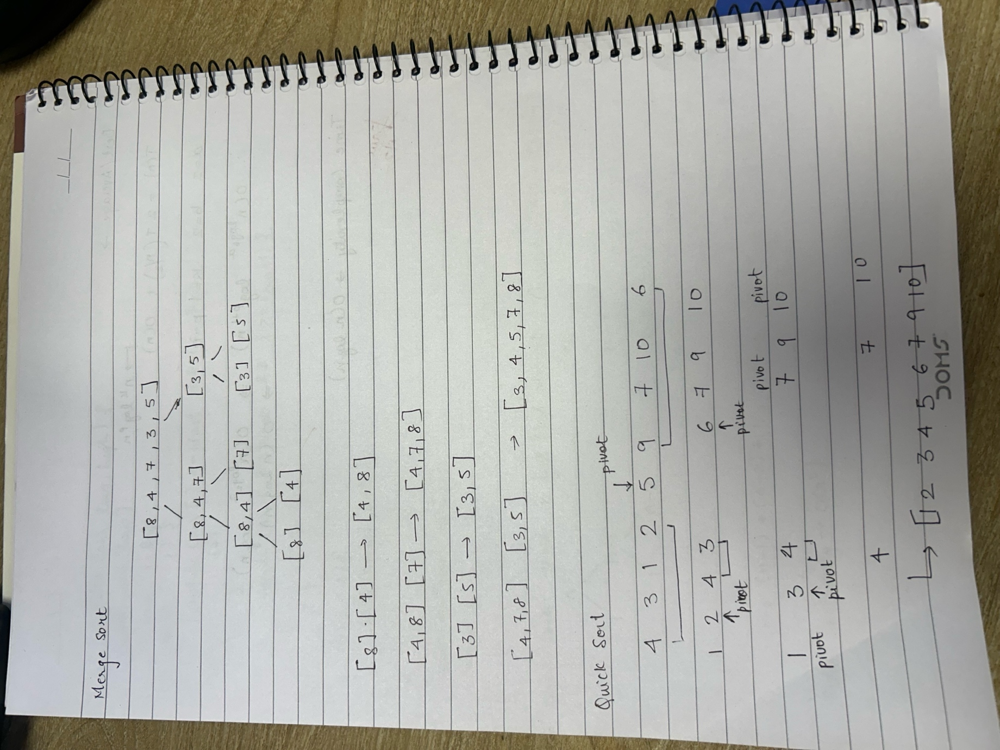 Merge Sort
[8,4,7,3,5]
[8,4,7] [3,5]
[8,4] [7] [3] [5]
[8] [4]
[8].[4] → [4,8]
[4,8] [7] → [4,7,8]
[3] [5] → [3,5]
[4,7,8] [3,5] → [3,4,5,7,8]
Quick Sort
↓ pivot
4 3 1 2 5 9 7 10 6
1 2 4 3 6 7 9 10
↑ pivot ↑ pivot
pivot pivot
1 3 4 7 9 10
pivot ↑ pivot
4 7 10
↳ [1 2 3 4 5 6 7 9 10]
JOMS